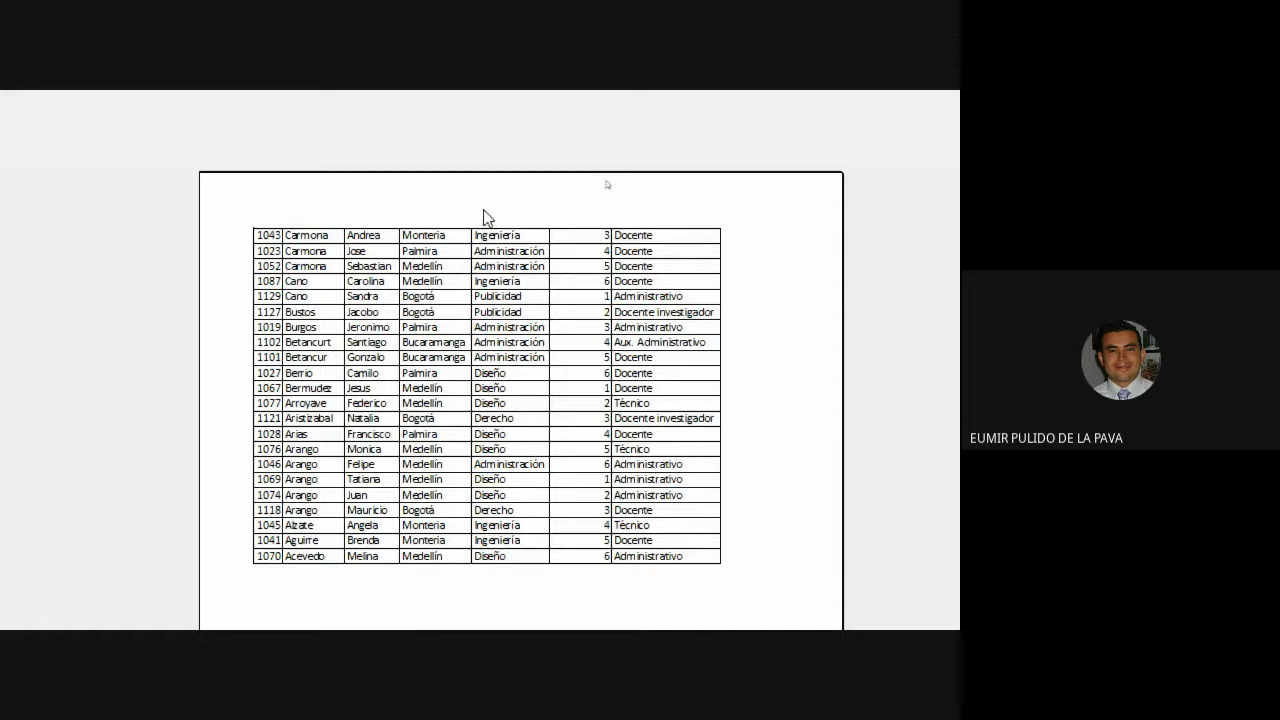 1043 Carmona Andrea Monteria Ingeniería 3 Docente
1023 Carmona Jose Palmira Administración 4 Docente
1052 Carmona Sebastian Medellín Administración 5 Docente
1087 Cano Carolina Medellín Ingeniería 6 Docente
1129 Cano Sandra Bogotá Publicidad 1 Administrativo
1127 Bustos Jacobo Bogotá Publicidad 2 Docente investigador
1019 Burgos Jeronimo Palmira Administración 3 Administrativo
1102 Betancurt Santiago Bucaramanga Administración 4 Aux. Administrativo
1101 Betancur Gonzalo Bucaramanga Administración 5 Docente
1027 Berrio Camilo Palmira Diseño 6 Docente
1067 Bermudez Jesus Medellín Diseño 1 Docente
1077 Arroyave Federico Medellín Diseño 2 Técnico
1121 Aristizabal Natalia Bogotá Derecho 3 Docente investigador
1028 Arias Francisco Palmira Diseño 4 Docente
1076 Arango Monica Medellín Diseño 5 Técnico
1046 Arango Felipe Medellín Administración 6 Administrativo
1069 Arango Tatiana Medellín Diseño 1 Administrativo
1074 Arango Juan Medellín Diseño 2 Administrativo
1118 Arango Mauricio Bogotá Derecho 3 Docente
1045 Alzate Angela Monteria Ingeniería 4 Técnico
1041 Aguirre Brenda Monteria Ingeniería 5 Docente
1070 Acevedo Melina Medellín Diseño 6 Administrativo
EUMIR PULIDO DE LA PAVA